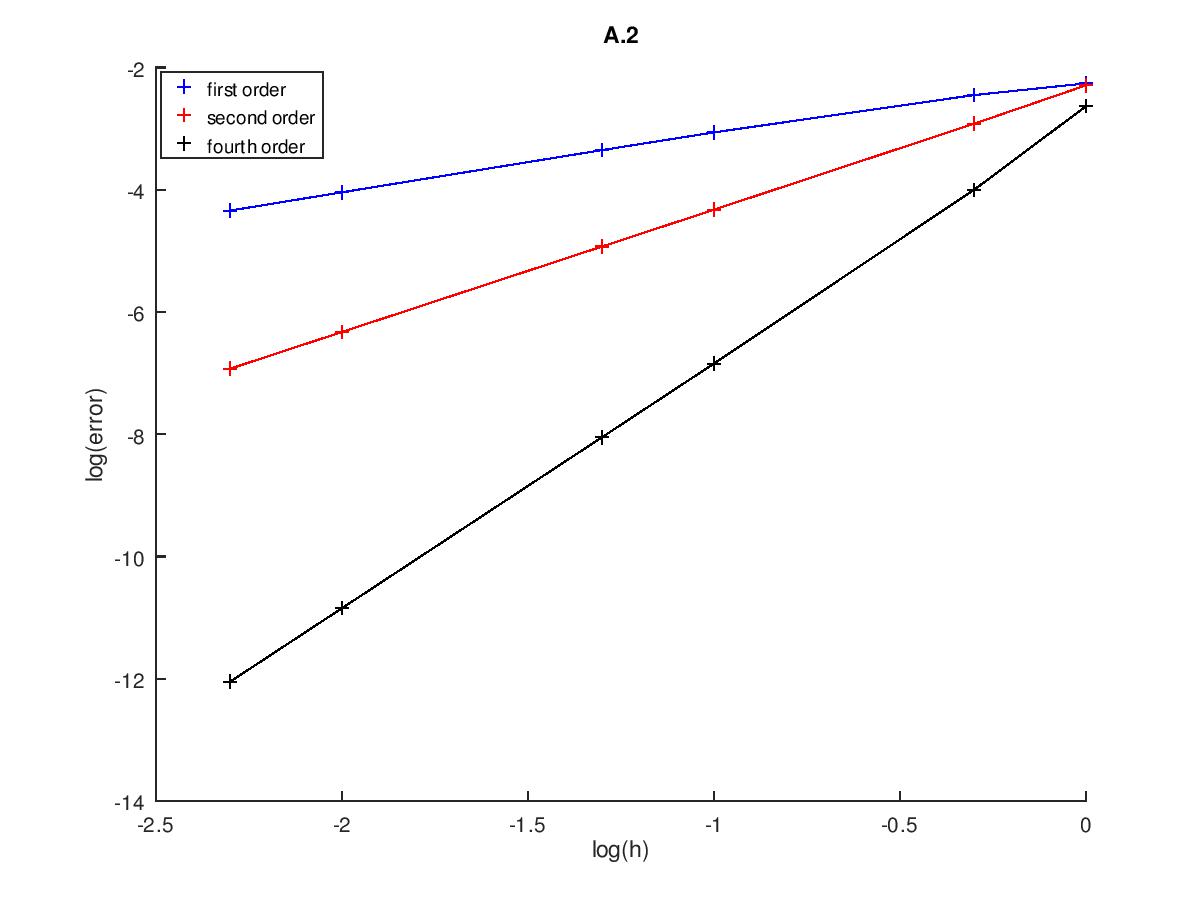 A.2
-2
first order
second order
fourth order
-4
-6
-8
-10
-12
-14
log(error)
-2.5
-2
-1.5
-1
-0.5
0
log(h)